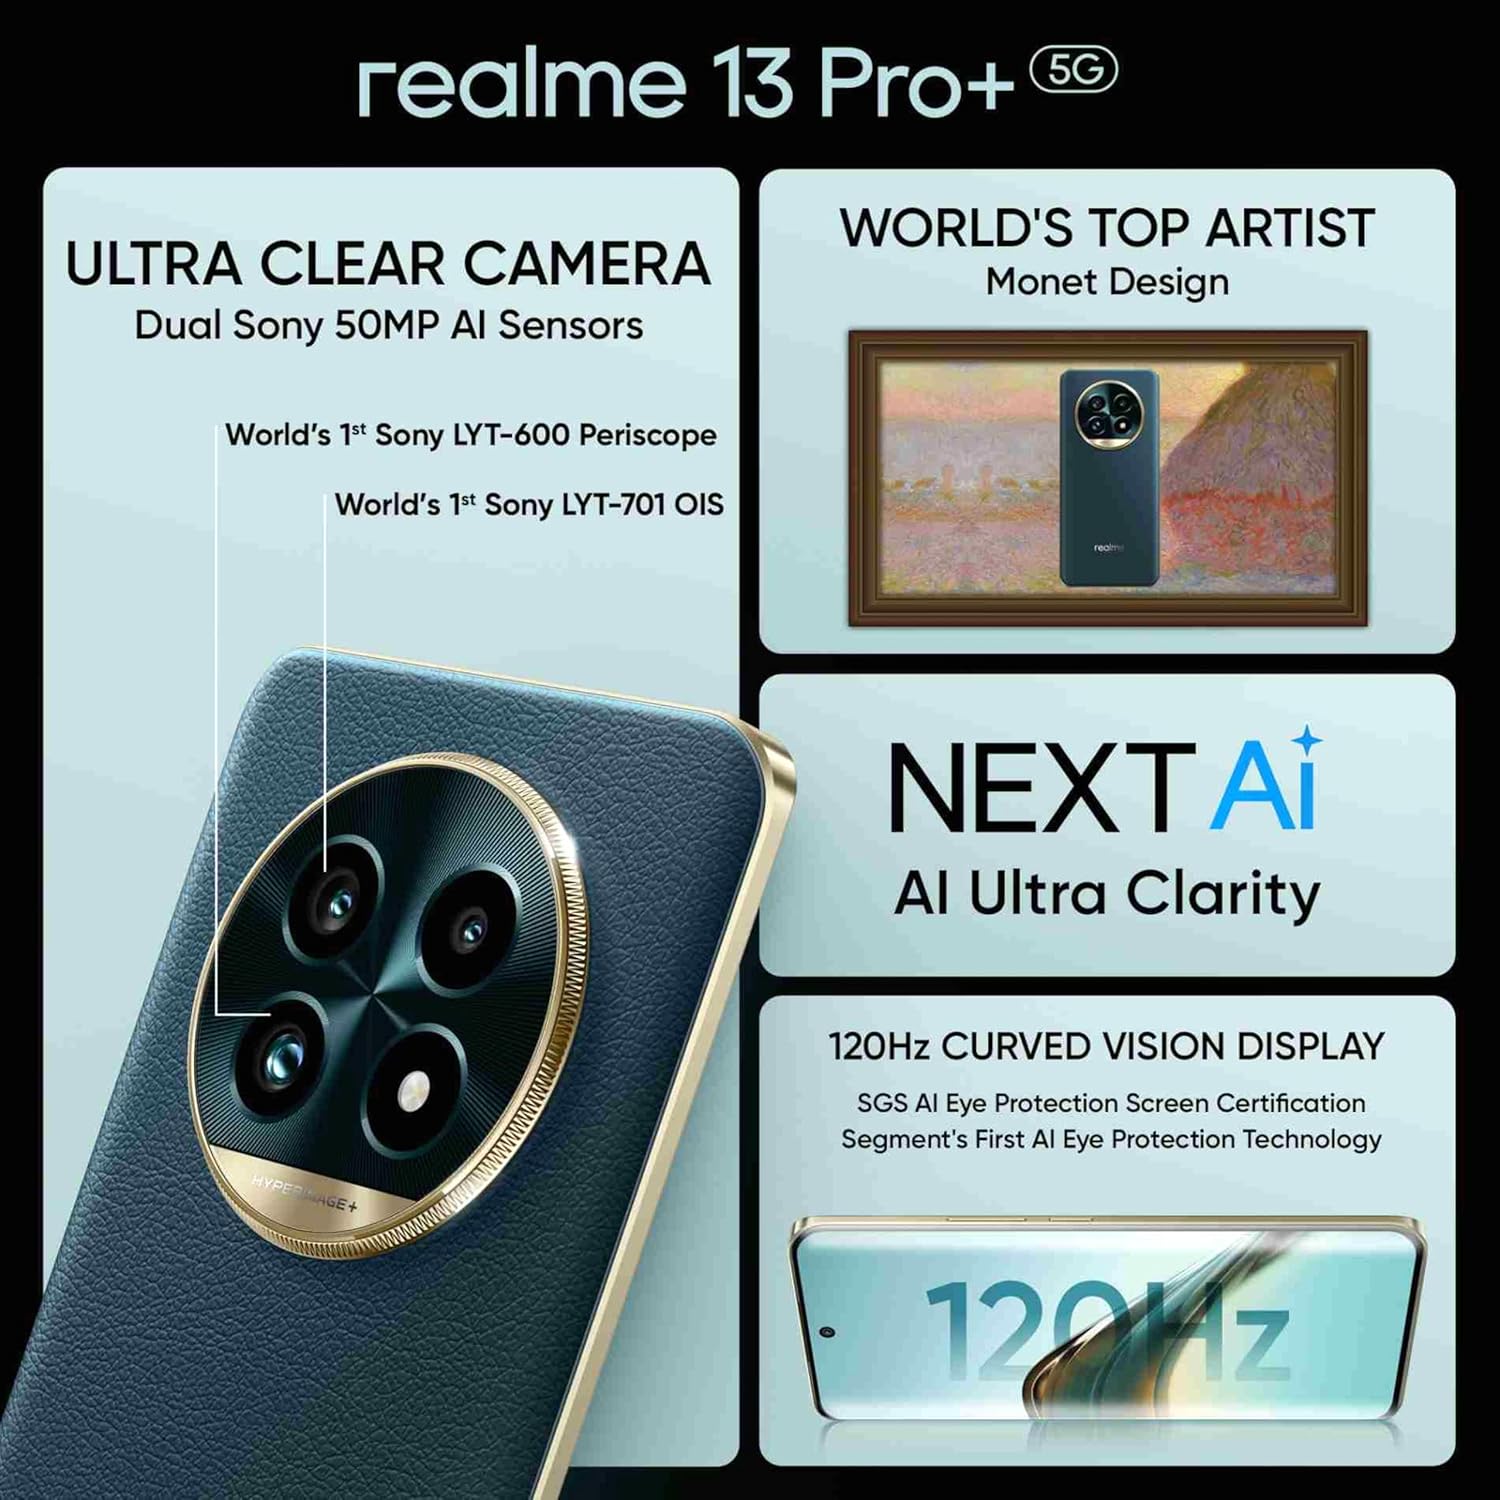 realme 13 Pro+ 5G
ULTRA CLEAR CAMERA
Dual Sony 50MP AI Sensors
World's 1st Sony LYT-600 Periscope
World's 1st Sony LYT-701 OIS
HYPERIMAGE+
WORLD'S TOP ARTIST
Monet Design
realme
NEXT Ai
AI Ultra Clarity
120Hz CURVED VISION DISPLAY
SGS AI Eye Protection Screen Certification
Segment's First AI Eye Protection Technology
120Hz